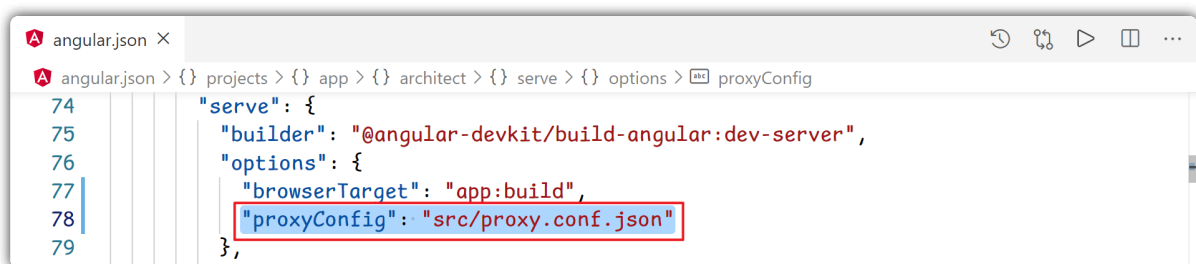 angular.json
angular.json > {} projects > {} app > {} architect > {} serve > {} options > abc proxyConfig
74 "serve": {
75 "builder": "@angular-devkit/build-angular:dev-server",
76 "options": {
77 "browserTarget": "app:build",
78 "proxyConfig": "src/proxy.conf.json"
79 },